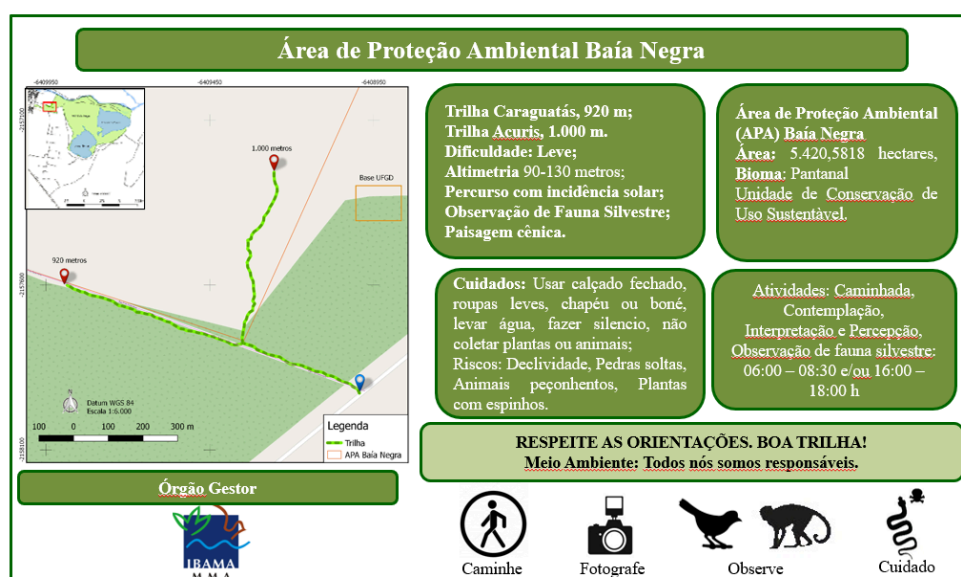 Área de Proteção Ambiental Baía Negra
-6409950
-6409450
-6408950
-2157100
-2157600
-2158100
1.000 metros
Base UFGD
920 metros
N
Datum WGS 84
Escala 1:6.000
100 0 100 200 300 m
Legenda
Trilha
APA Baía Negra
Órgão Gestor
IBAMA
M M A
Trilha Caraguatás, 920 m;
Trilha Acuris, 1.000 m.
Dificuldade: Leve;
Altimetria 90-130 metros;
Percurso com incidência solar;
Observação de Fauna Silvestre;
Paisagem cênica.
Área de Proteção Ambiental
(APA) Baía Negra
Área: 5.420,5818 hectares,
Bioma: Pantanal
Unidade de Conservação de
Uso Sustentàvel.
Cuidados: Usar calçado fechado,
roupas leves, chapéu ou boné,
levar água, fazer silencio, não
coletar plantas ou animais;
Riscos: Declividade, Pedras soltas,
Animais peçonhentos, Plantas
com espinhos.
Atividades: Caminhada,
Contemplação,
Interpretação e Percepção,
Observação de fauna silvestre:
06:00 – 08:30 e/ou 16:00 –
18:00 h
RESPEITE AS ORIENTAÇÕES. BOA TRILHA!
Meio Ambiente: Todos nós somos responsáveis.
Caminhe
Fotografe
Observe
Cuidado